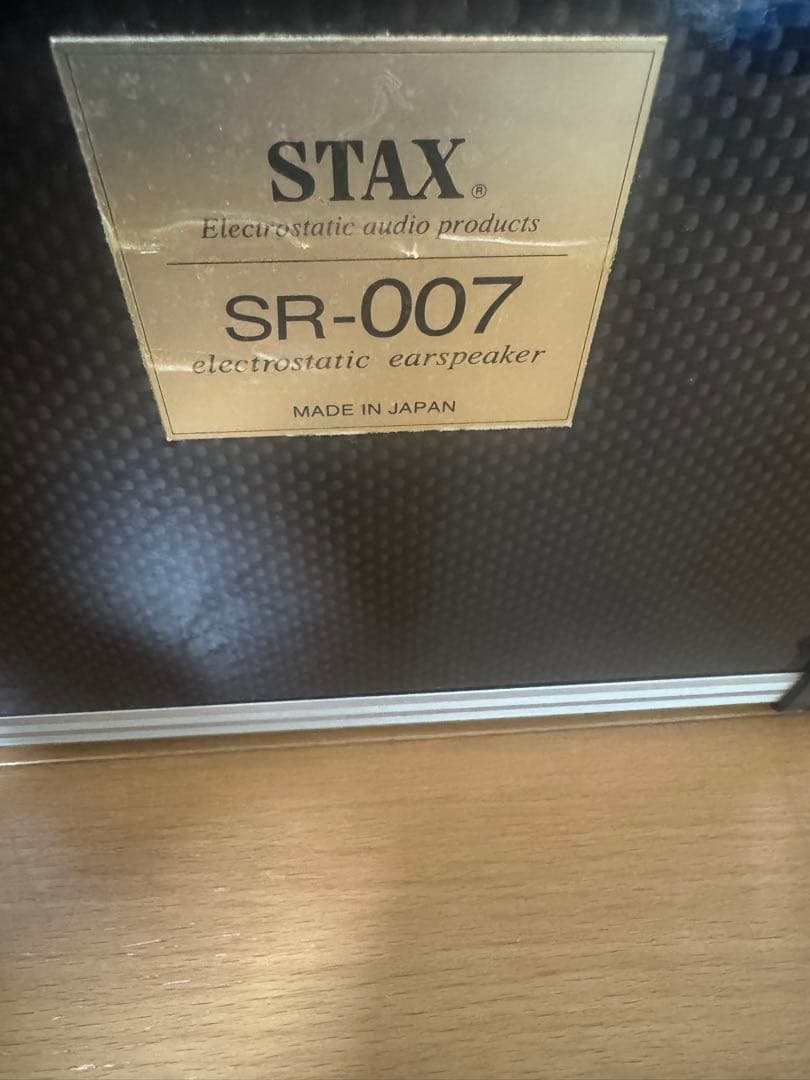 STAX®
Electrostatic audio products
SR-007
electrostatic earspeaker
MADE IN JAPAN